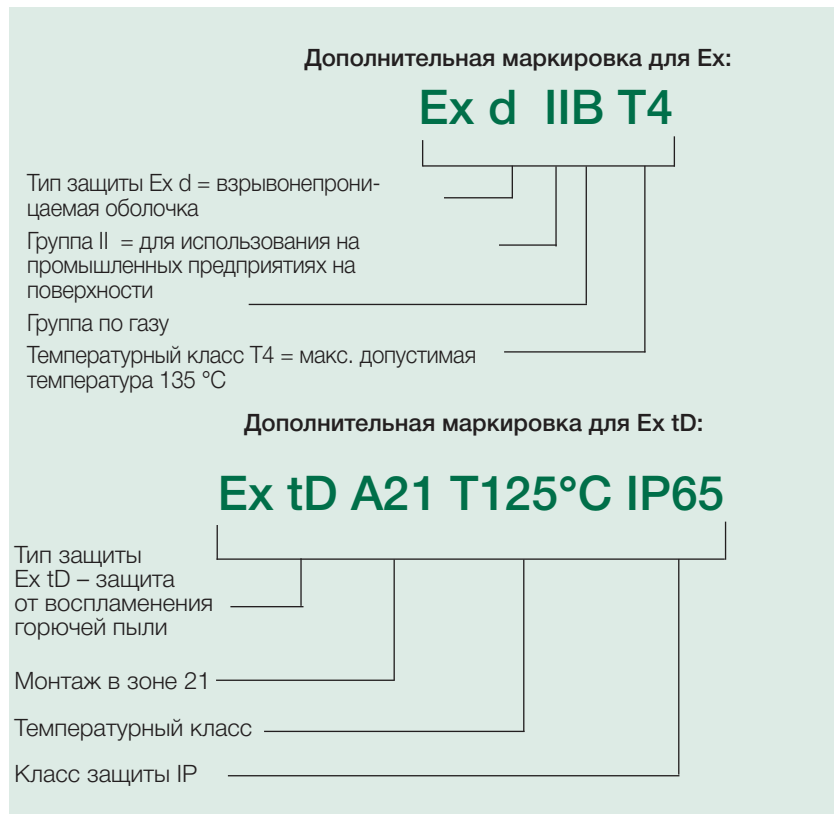 Дополнительная маркировка для Ex:
Ex d IIB T4
Тип защиты Ex d = взрывонепрони-
цаемая оболочка
Группа II = для использования на
промышленных предприятиях на
поверхности
Группа по газу
Температурный класс T4 = макс. допустимая
температура 135 °C
Дополнительная маркировка для Ex tD:
Ex tD A21 T125°C IP65
Тип защиты
Ex tD – защита
от воспламенения
горючей пыли
Монтаж в зоне 21
Температурный класс
Класс защиты IP